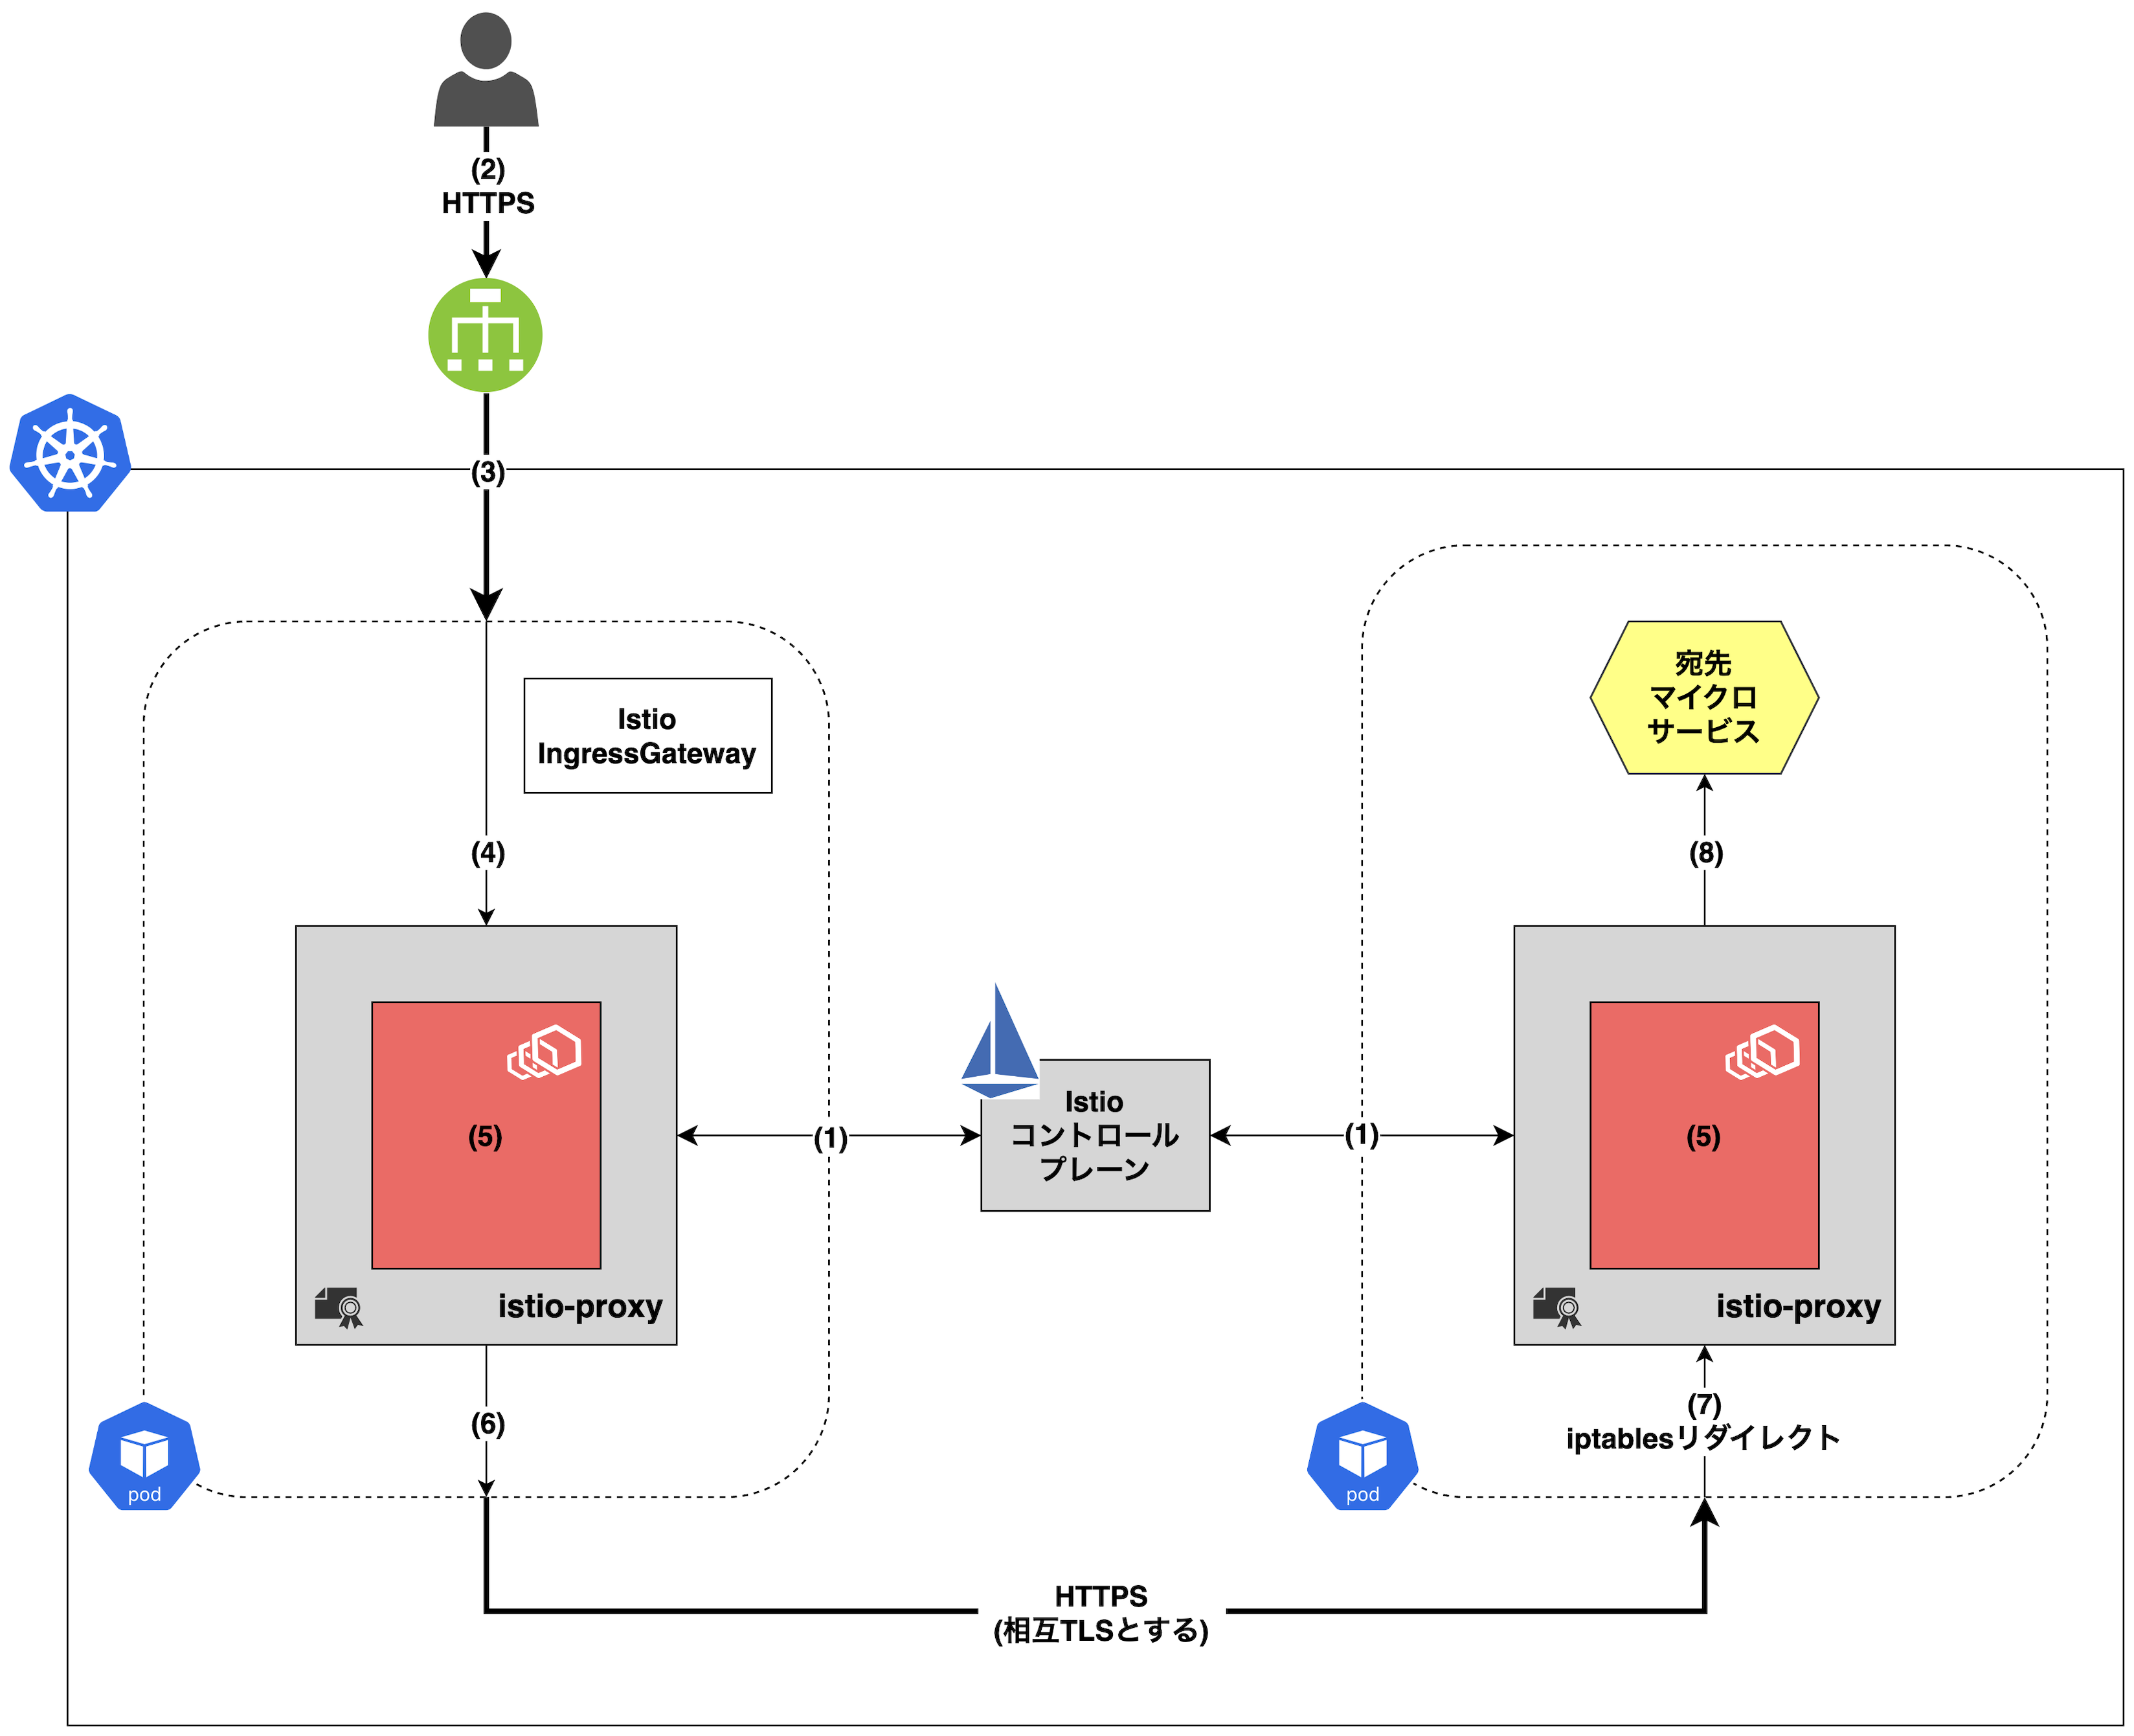 (2)
HTTPS
(3)
Istio
IngressGateway
(4)
(5)
istio-proxy
(6)
pod
(1)
Istio
コントロール
プレーン
(1)
宛先
マイクロ
サービス
(8)
(5)
istio-proxy
(7)
iptablesリダイレクト
pod
HTTPS
(相互TLSとする)